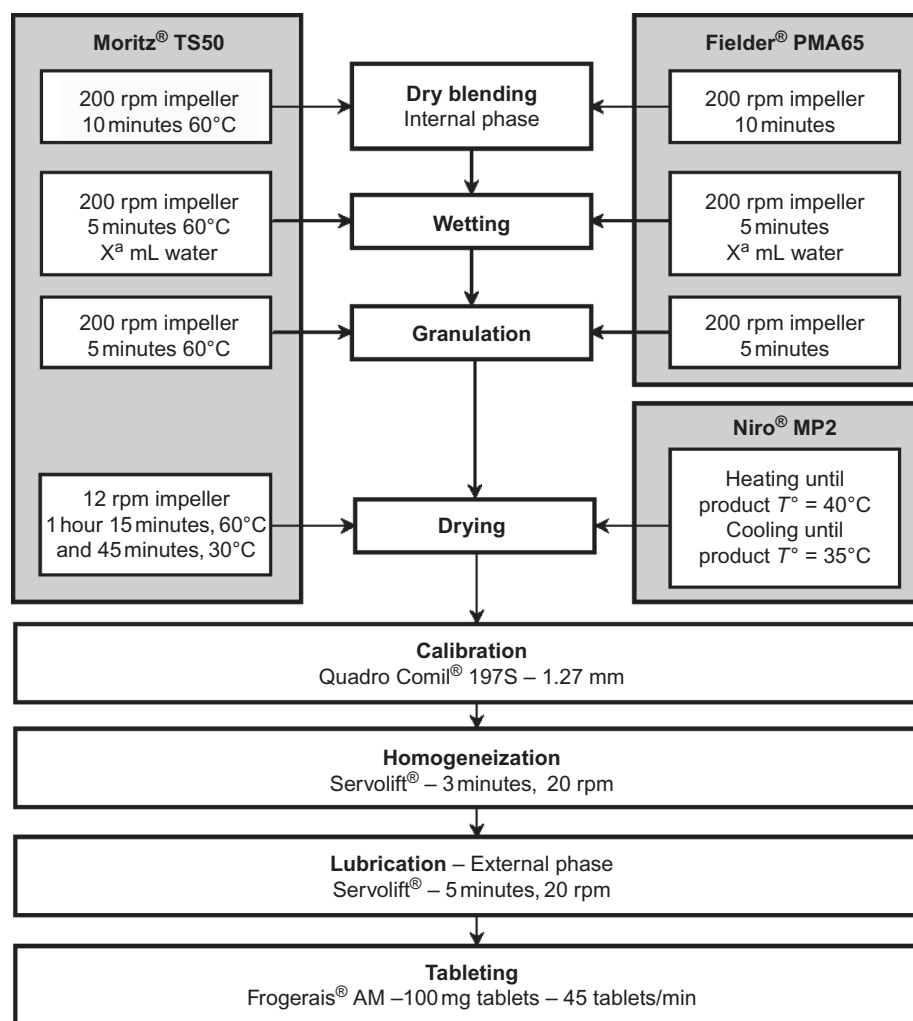 Moritz® TS50
200 rpm impeller
10 minutes 60°C
200 rpm impeller
5 minutes 60°C
Xᵃ mL water
200 rpm impeller
5 minutes 60°C
12 rpm impeller
1 hour 15 minutes, 60°C
and 45 minutes, 30°C
Dry blending
Internal phase
Wetting
Granulation
Drying
Fielder® PMA65
200 rpm impeller
10 minutes
200 rpm impeller
5 minutes
Xᵃ mL water
200 rpm impeller
5 minutes
Niro® MP2
Heating until
product T° = 40°C
Cooling until
product T° = 35°C
Calibration
Quadro Comil® 197S – 1.27 mm
Homogeneization
Servolift® – 3 minutes, 20 rpm
Lubrication – External phase
Servolift® – 5 minutes, 20 rpm
Tableting
Frogerais® AM –100 mg tablets – 45 tablets/min